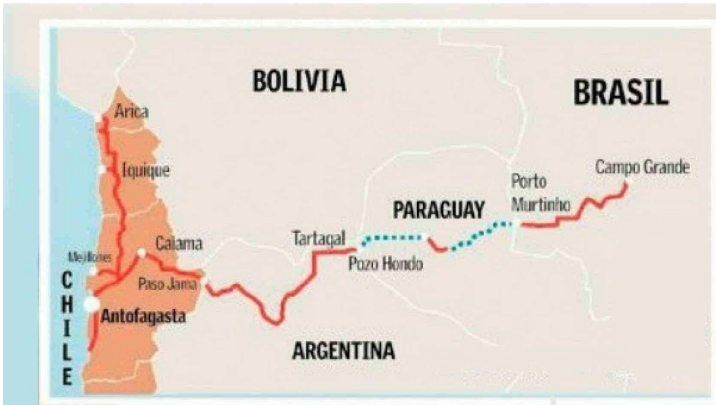 BOLIVIA
BRASIL
Arica
Iquique
Campo Grande
Porto
Murtinho
PARAGUAY
Tartagal
Pozo Hondo
Calama
Mejillones
Paso Jama
Antofagasta
CHILE
ARGENTINA